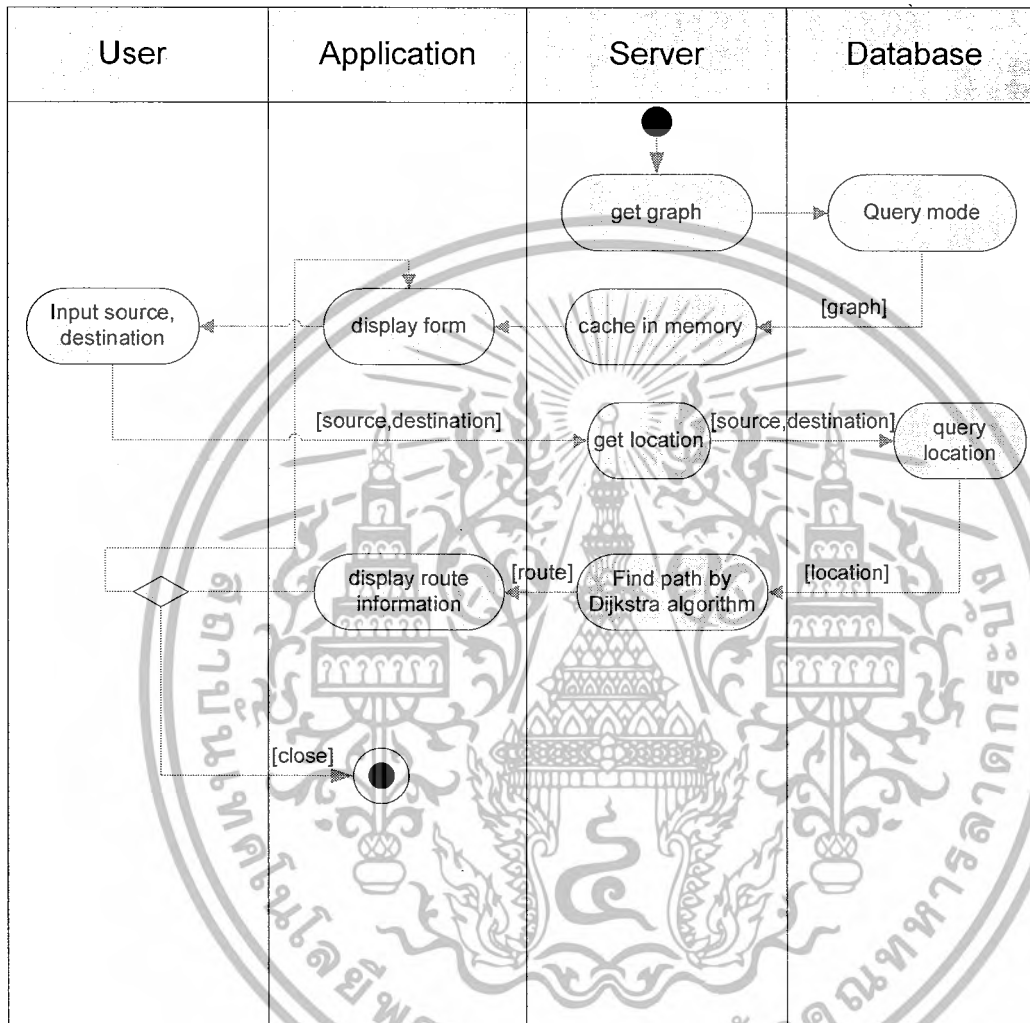 User
Application
Server
Database
get graph
Query mode
[graph]
Input source,
destination
display form
cache in memory
[source,destination]
get location
[source,destination]
query
location
[location]
display route
information
[route]
Find path by
Dijkstra algorithm
[close]